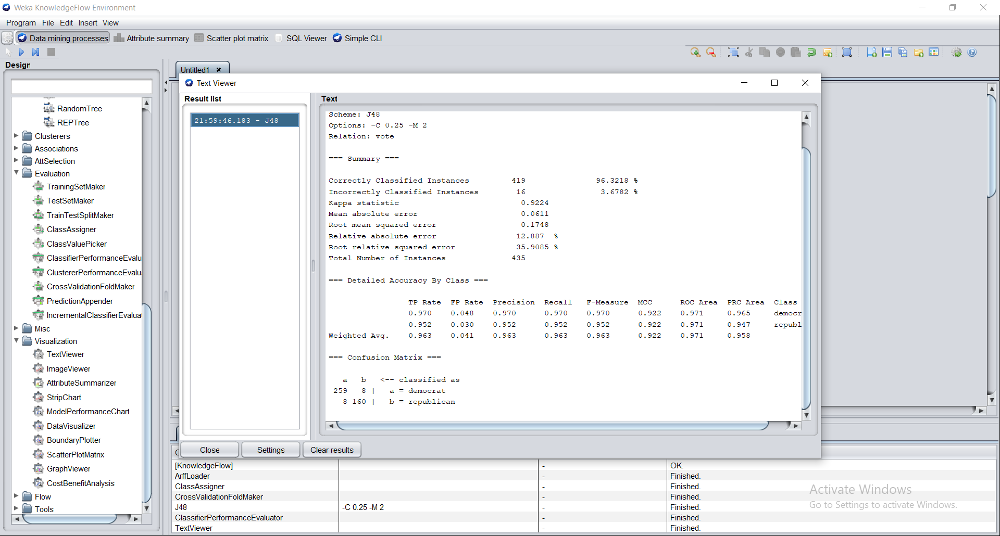 Weka KnowledgeFlow Environment
Program File Edit Insert View
Data mining processes Attribute summary Scatter plot matrix SQL Viewer Simple CLI
Design
Untitled1
RandomTree
REPTree
Clusterers
Associations
AttSelection
Evaluation
TrainingSetMaker
TestSetMaker
TrainTestSplitMaker
ClassAssigner
ClassValuePicker
ClassifierPerformanceEvalu
ClustererPerformanceEvalu
CrossValidationFoldMaker
PredictionAppender
IncrementalClassifierEvalua
Misc
Visualization
TextViewer
ImageViewer
AttributeSummarizer
StripChart
ModelPerformanceChart
DataVisualizer
BoundaryPlotter
ScatterPlotMatrix
GraphViewer
CostBenefitAnalysis
Flow
Tools
Text Viewer
Result list
21:59:46.183 - J48
Text
Scheme: J48
Options: -C 0.25 -M 2
Relation: vote
=== Summary ===
Correctly Classified Instances 419 96.3218 %
Incorrectly Classified Instances 16 3.6782 %
Kappa statistic 0.9224
Mean absolute error 0.0611
Root mean squared error 0.1748
Relative absolute error 12.887 %
Root relative squared error 35.9085 %
Total Number of Instances 435
=== Detailed Accuracy By Class ===
TP Rate FP Rate Precision Recall F-Measure MCC ROC Area PRC Area Class
0.970 0.048 0.970 0.970 0.970 0.922 0.971 0.965 democr
0.952 0.030 0.952 0.952 0.952 0.922 0.971 0.947 republ
Weighted Avg. 0.963 0.041 0.963 0.963 0.963 0.922 0.971 0.958
=== Confusion Matrix ===
a b <-- classified as
259 8 | a = democrat
8 160 | b = republican
Close Settings Clear results
[KnowledgeFlow] - OK.
ArffLoader - Finished.
ClassAssigner - Finished.
CrossValidationFoldMaker - Finished.
J48 -C 0.25 -M 2 - Finished.
ClassifierPerformanceEvaluator - Finished.
TextViewer - Finished.
Activate Windows
Go to Settings to activate Windows.